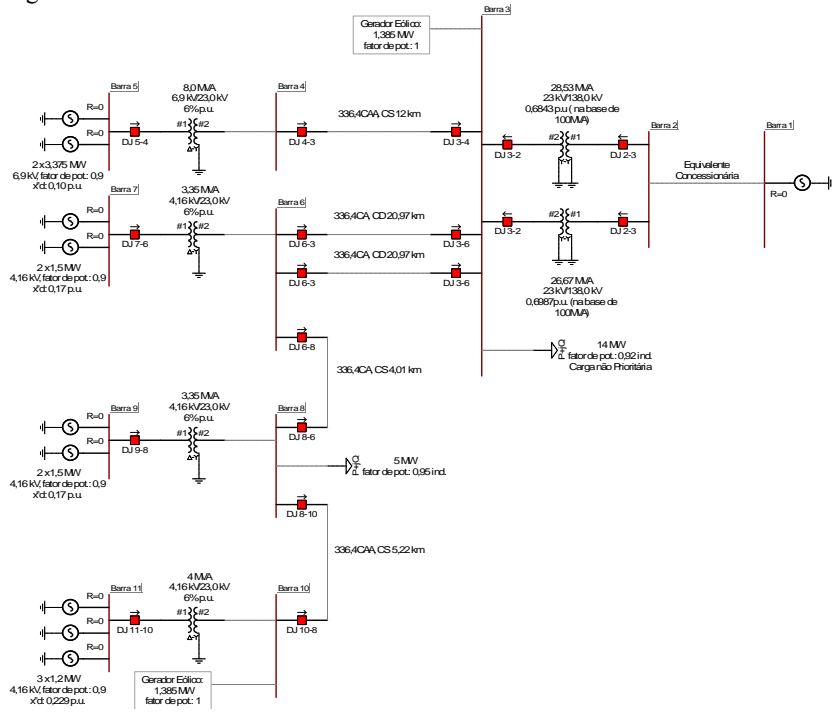 Gerador Eólico:
1,385 MW
fator de pot.: 1
Barra 3
Barra 5
8,0 MVA
6,9 kV/23,0 kV
6% p.u.
Barra 4
R=0
R=0
#1
#2
336,4CAA, CS 12 km
DJ 5-4
DJ 4-3
DJ 3-4
2 x 3,375 MW
6,9 kV, fator de pot.: 0,9
x"d: 0,10 p.u.
28,53 MVA
23 kV/138,0 kV
0,6843 p.u ( na base de
100MVA)
Barra 2
Barra 1
#2
#1
DJ 3-2
DJ 2-3
Equivalente
Concessionária
R=0
Barra 7
3,35 MVA
4,16 kV/23,0 kV
6% p.u.
Barra 6
R=0
R=0
#1
#2
336,4CAA, CD 20,97 km
DJ 7-6
DJ 6-3
DJ 3-6
336,4CAA, CD 20,97 km
DJ 6-3
DJ 3-6
2 x 1,5 MW
4,16 kV, fator de pot.: 0,9
x"d: 0,17 p.u.
#2
#1
DJ 3-2
DJ 2-3
26,67 MVA
23 kV/138,0 kV
0,6987p.u. (na base de
100MVA)
DJ 6-8
P+jQ
14 MW
fator de pot.: 0,92 ind.
Carga não Prioritária
336,4CA, CS 4,01 km
Barra 9
3,35 MVA
4,16 kV/23,0 kV
6% p.u.
Barra 8
R=0
R=0
#1
#2
DJ 9-8
DJ 8-6
2 x 1,5 MW
4,16 kV, fator de pot.: 0,9
x"d: 0,17 p.u.
P+jQ
5 MW
fator de pot.: 0,95 ind.
DJ 8-10
336,4CAA, CS 5,22 km
Barra 11
4 MVA
4,16 kV/23,0 kV
6% p.u.
Barra 10
R=0
R=0
R=0
#1
#2
DJ 11-10
DJ 10-8
3 x 1,2 MW
4,16 kV, fator de pot.: 0,9
x"d: 0,229 p.u.
Gerador Eólico:
1,385 MW
fator de pot.: 1